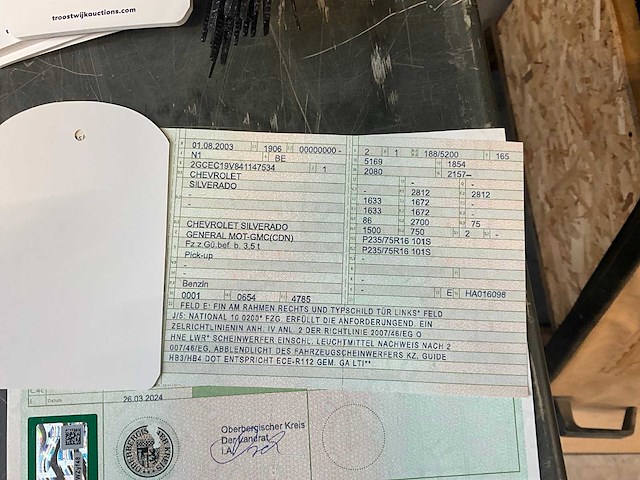 troostwijkauctions.com
01.08.2003 1906 00000000 - 2 1 188/5200 165
N1 BE 5169 1854
2GCEC19V841147534 1 2080 2157--
CHEVROLET
SILVERADO
- 2812 2812
1633 1672
1633 1672
86 2700 75
CHEVROLET SILVERADO 1500 750 2 -
GENERAL MOT-GMC(CDN) P235/75R16 101S
Fz.z.Gü.bef. b. 3,5 t P235/75R16 101S
Pick-up
Benzin
0001 0654 4785 E HA016098
FELD E: FIN AM RAHMEN RECHTS UND TYPSCHILD TÜR LINKS* FELD
J/5: NATIONAL 10.0200* FZG. ERFÜLLT DIE ANFORDERUNGEND. EIN
ZELRICHTLINIENIN ANH. IV ANL. 2 DER RICHTLINIE 2007/46/EG O
HNE LWR* SCHEINWERFER EINSCHL. LEUCHTMITTEL NACHWEIS NACH 2
007/46/EG. ABBLENDLICHT DES FAHRZEUGSCHEINWERFERS KZ. GUIDE
HB3/HB4 DOT ENTSPRICHT ECE-R112 GEM. GA LTI**
Datum 26.03.2024
Oberbergischer Kreis
Der Landrat
i.A.